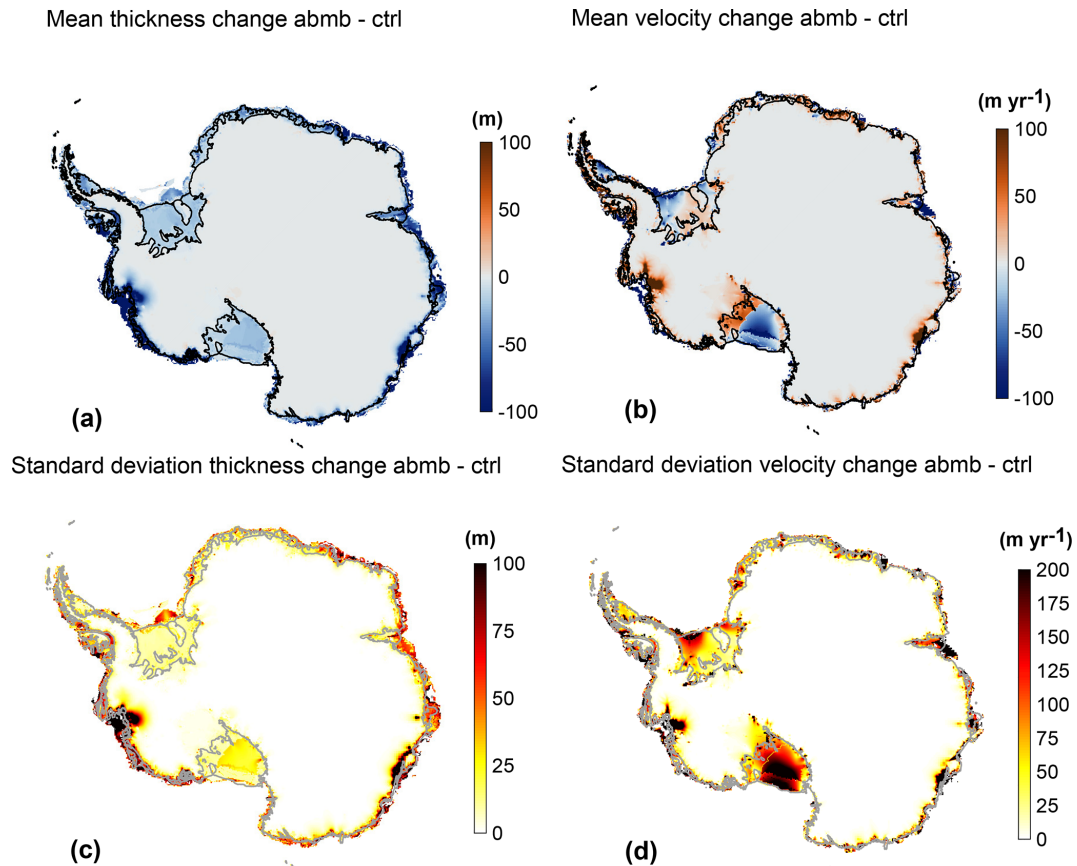 Mean thickness change abmb - ctrl
Mean velocity change abmb - ctrl
(m)
100
50
0
-50
-100
(a)
(m yr-1)
100
50
0
-50
-100
(b)
Standard deviation thickness change abmb - ctrl
Standard deviation velocity change abmb - ctrl
(m)
100
75
50
25
0
(c)
(m yr-1)
200
175
150
125
100
75
50
25
0
(d)